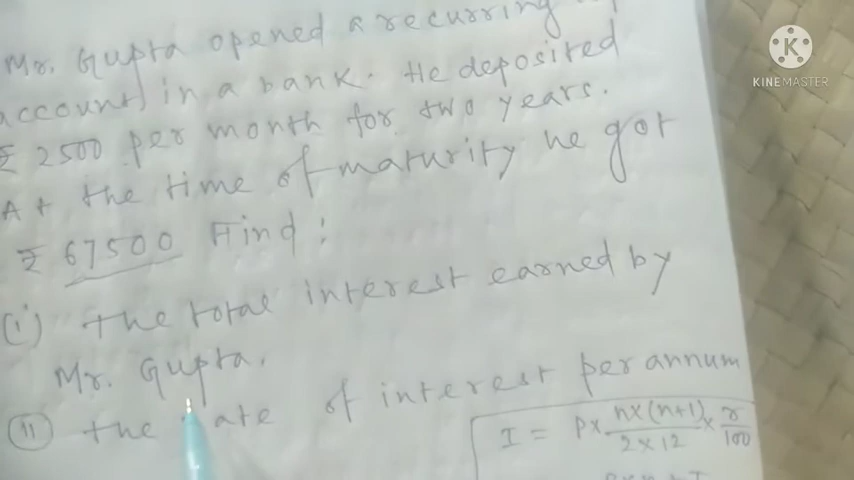 Mr. Gupta opened a recurring
account in a bank. He deposited
₹ 2500 per month for two years.
At the time of maturity he got
₹ 67500 Find:
(i) the total interest earned by
Mr. Gupta.
(ii) the rate of interest per annum
I = P × n×(n+1)/2×12 × r/100
K
KINEMASTER